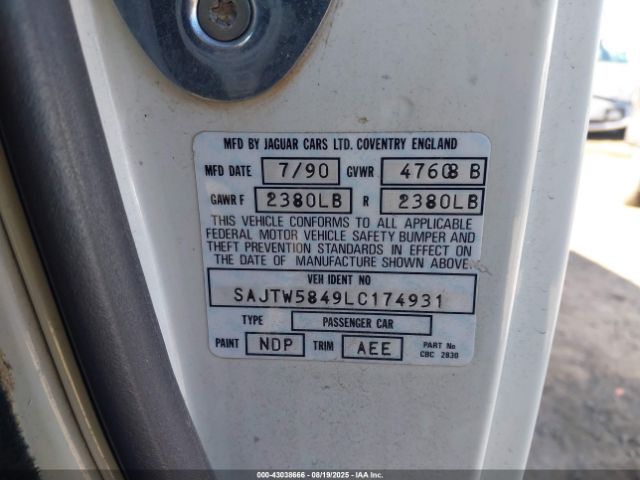 MFD BY JAGUAR CARS LTD. COVENTRY ENGLAND
MFD DATE 7/90 GVWR 4760 B
GAWR F 2380LB R 2380LB
THIS VEHICLE CONFORMS TO ALL APPLICABLE
FEDERAL MOTOR VEHICLE SAFETY BUMPER AND
THEFT PREVENTION STANDARDS IN EFFECT ON
THE DATE OF MANUFACTURE SHOWN ABOVE
VEH IDENT NO
SAJTW5849LC174931
TYPE PASSENGER CAR
PAINT NDP TRIM AEE PART No
CBC 2830
00-43038666 - 08/19/2025 - IAAI.COM